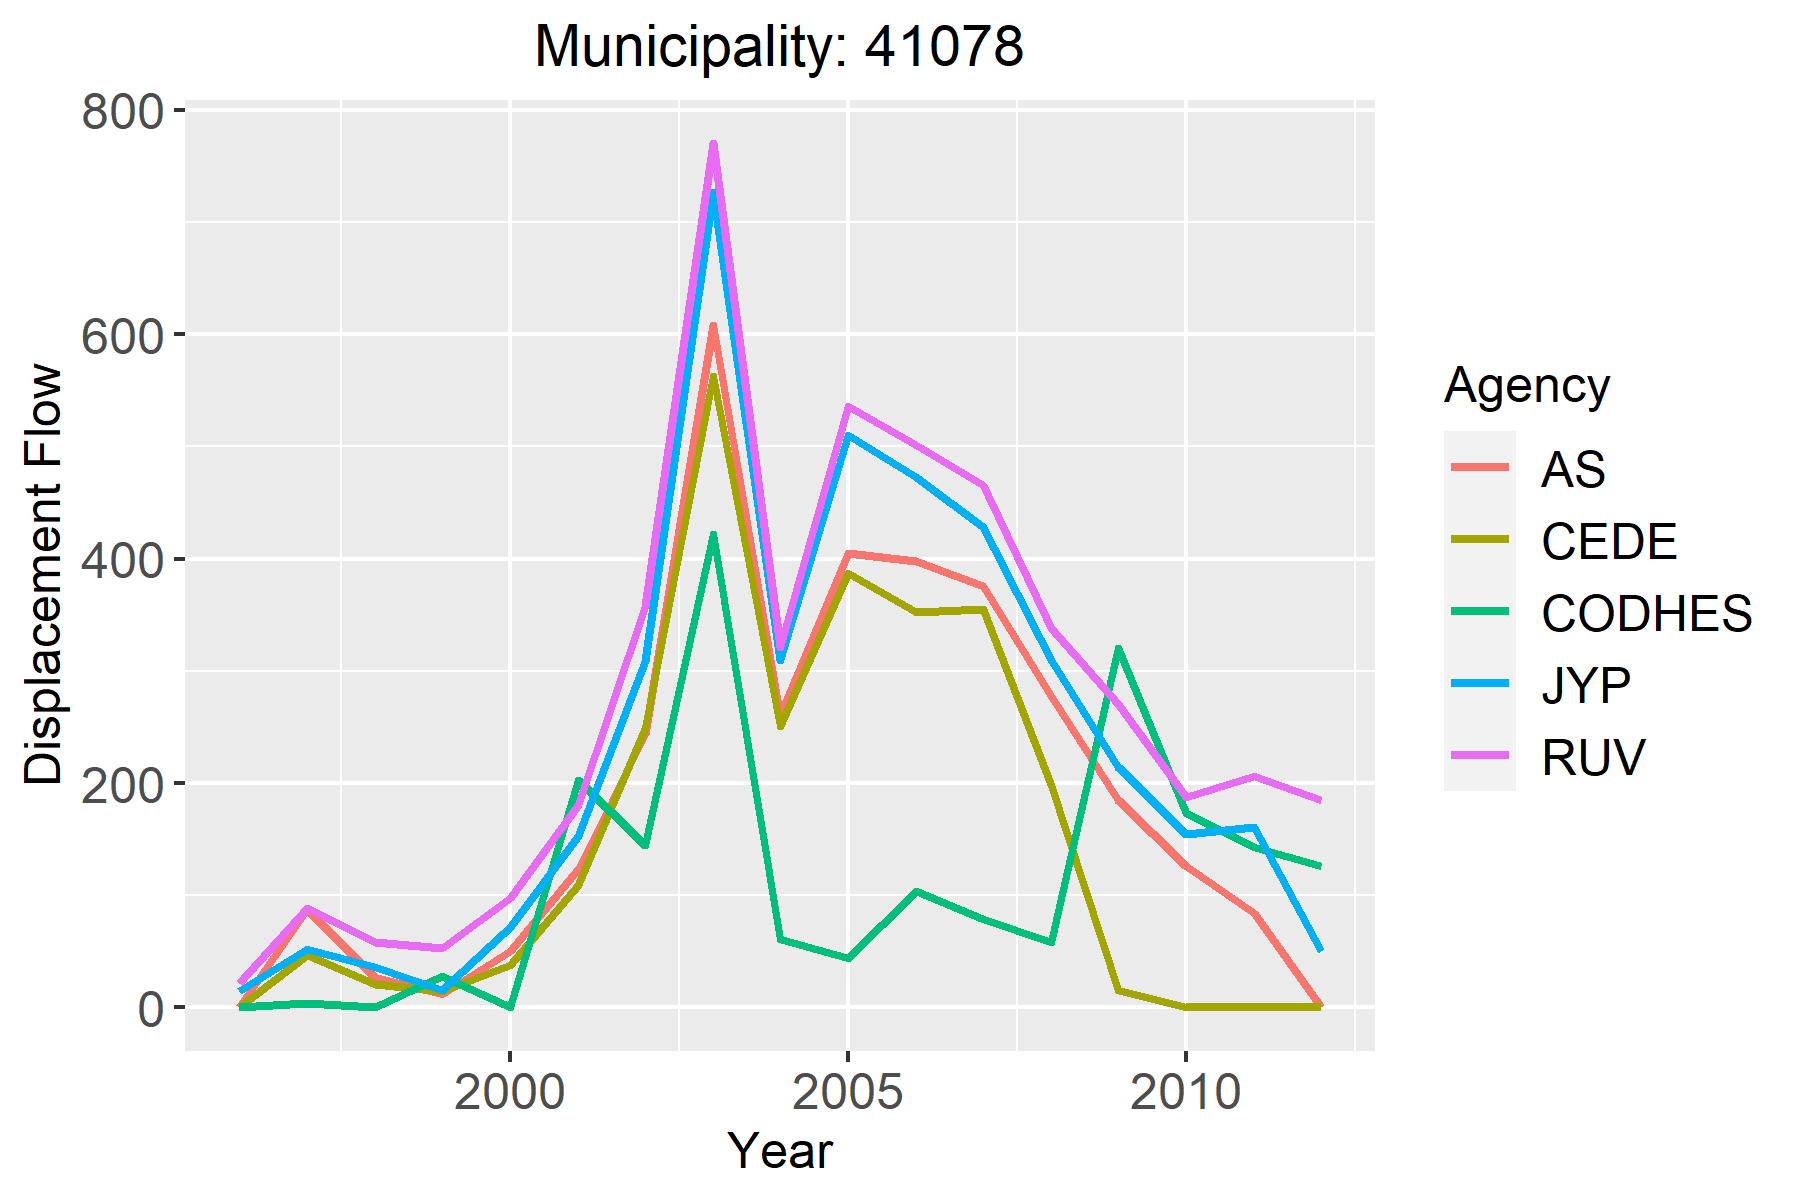 Municipality: 41078
800
600
400
200
0
Displacement Flow
2000
2005
2010
Year
Agency
AS
CEDE
CODHES
JYP
RUV